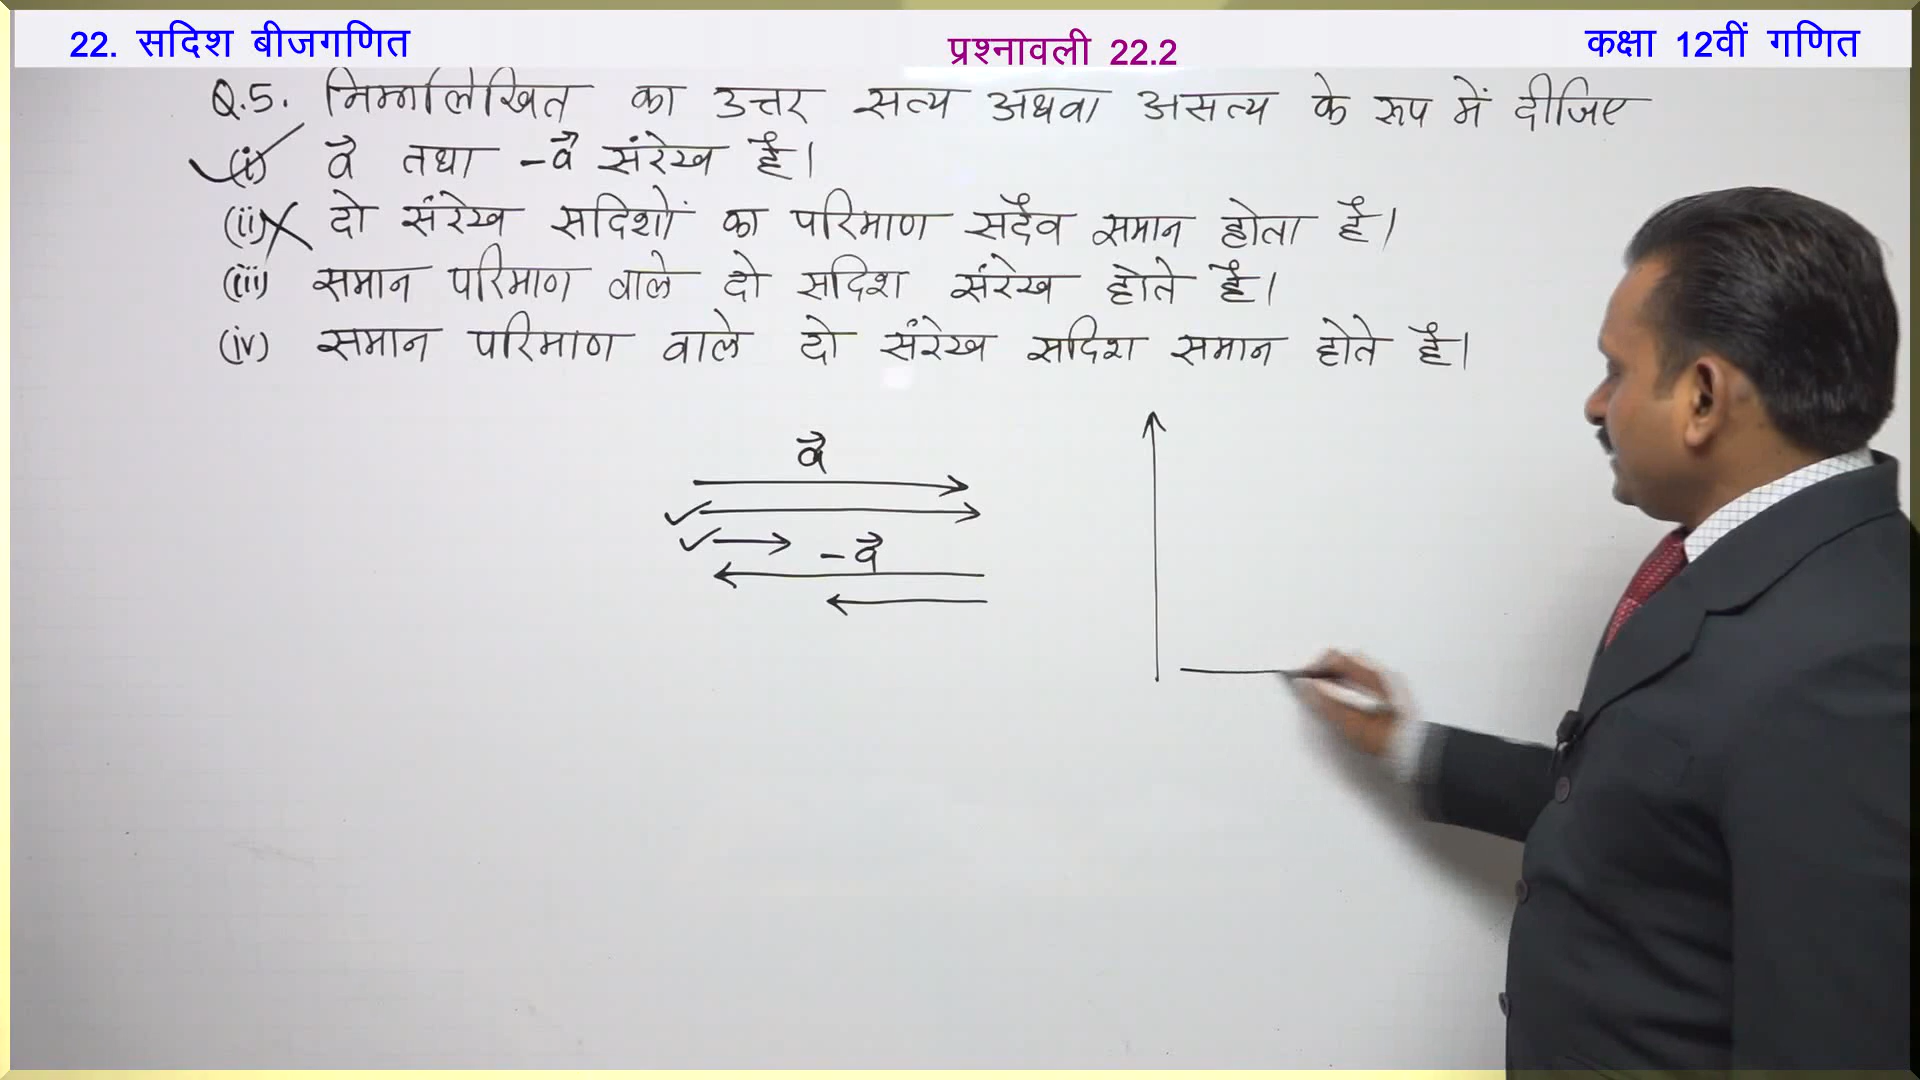 22. सदिश बीजगणित
प्रश्नावली 22.2
कक्षा 12वीं गणित
Q.5. निम्नलिखित का उत्तर सत्य अथवा असत्य के रूप में दीजिए
(i) a⃗ तथा -a⃗ संरेख हैं।
(ii) दो संरेख सदिशों का परिमाण सदैव समान होता है।
(iii) समान परिमाण वाले दो सदिश संरेख होते हैं।
(iv) समान परिमाण वाले दो संरेख सदिश समान होते हैं।
a⃗
-a⃗